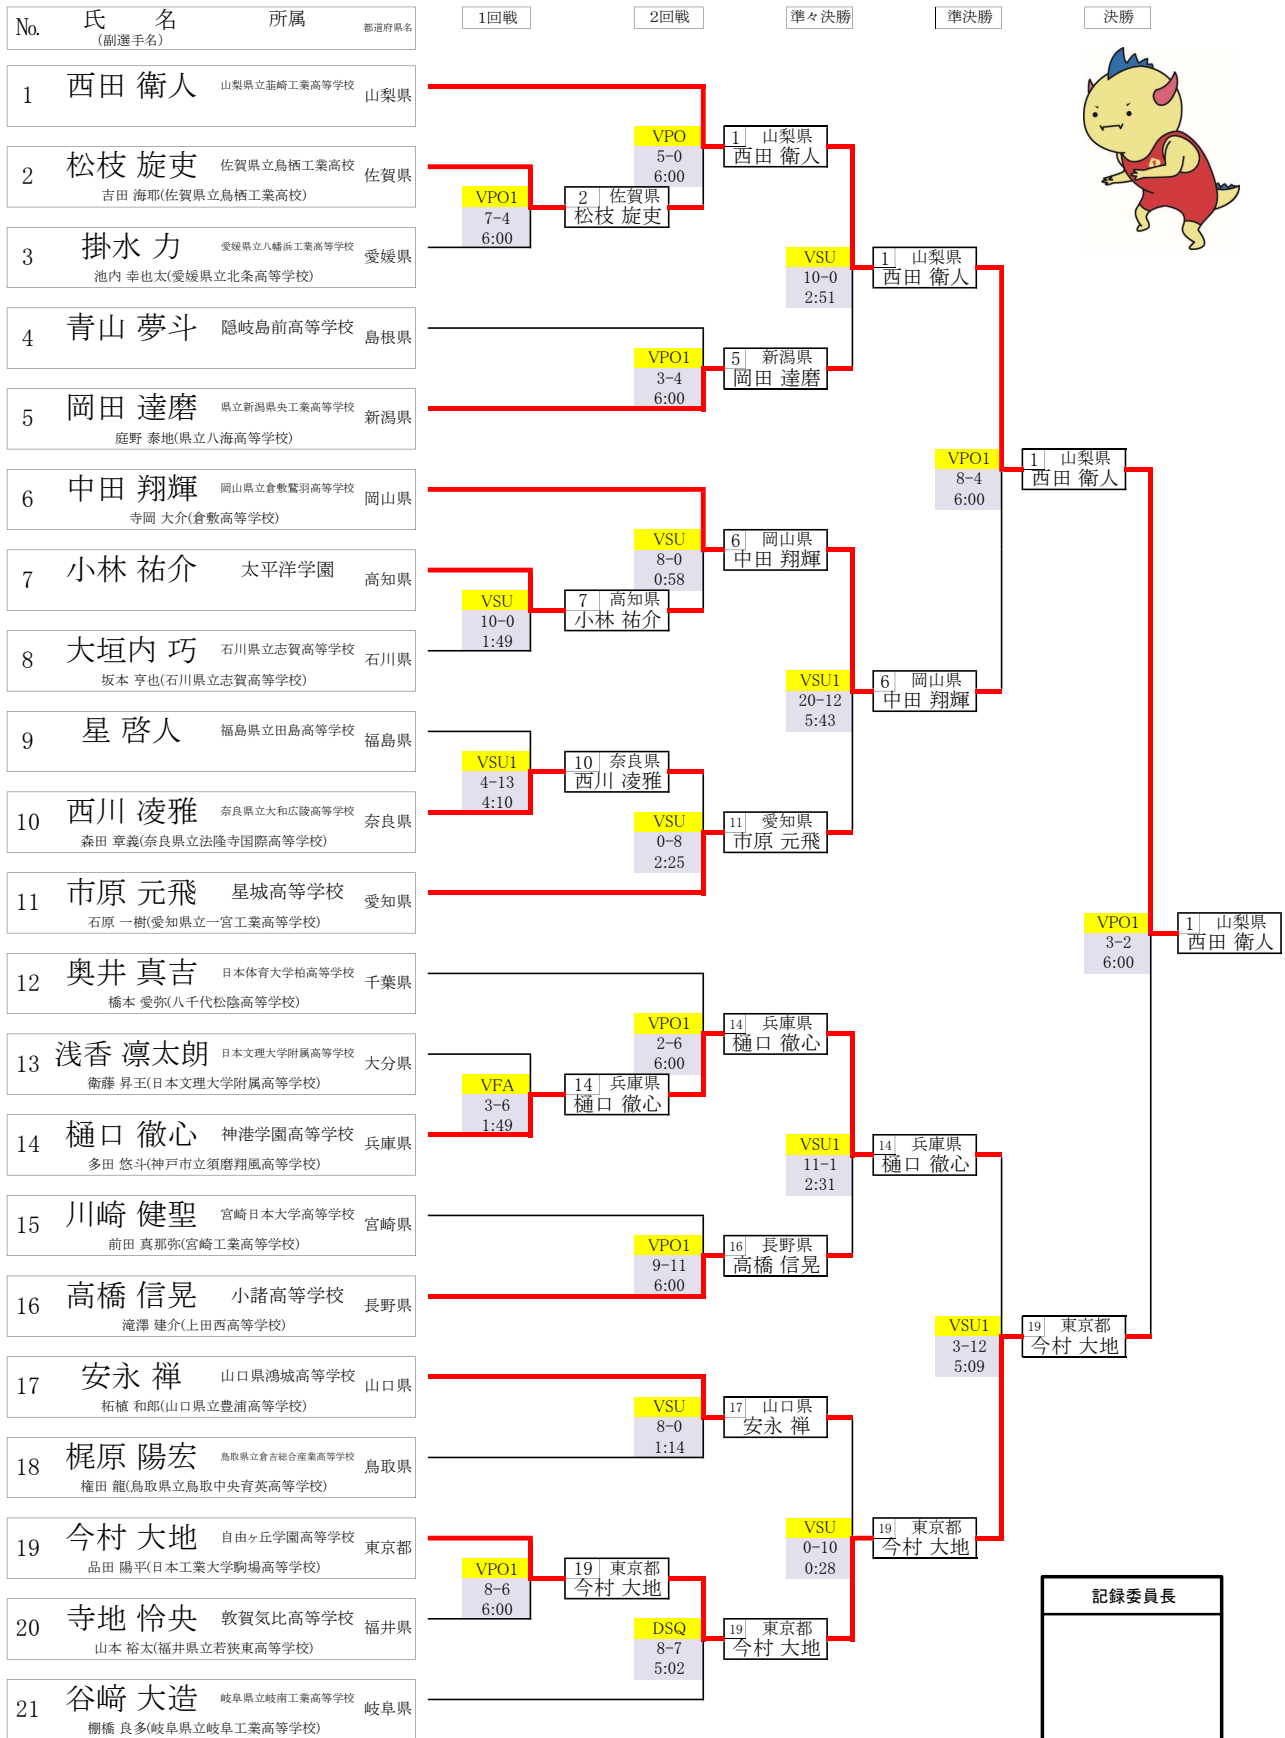 No. 氏 名 所属 都道府県名 1回戦 2回戦 準々決勝 準決勝 決勝
(副選手名)
1 西田 衛人 山梨県立韮崎工業高等学校 山梨県
VPO 1 山梨県
5-0 西田 衛人
6:00
2 松枝 旋吏 佐賀県立鳥栖工業高校 佐賀県
吉田 海耶(佐賀県立鳥栖工業高校)
VPO1 2 佐賀県
7-4 松枝 旋吏
6:00
3 掛水 力 愛媛県立八幡浜工業高等学校 愛媛県
池内 幸也太(愛媛県立北条高等学校)
VSU 1 山梨県
10-0 西田 衛人
2:51
4 青山 夢斗 隠岐島前高等学校 島根県
VPO1 5 新潟県
3-4 岡田 達磨
6:00
5 岡田 達磨 県立新潟県央工業高等学校 新潟県
庭野 泰地(県立八海高等学校)
VPO1 1 山梨県
8-4 西田 衛人
6:00
6 中田 翔輝 岡山県立倉敷鷲羽高等学校 岡山県
寺岡 大介(倉敷高等学校)
VSU 6 岡山県
8-0 中田 翔輝
0:58
7 小林 祐介 太平洋学園 高知県
VSU 7 高知県
10-0 小林 祐介
1:49
8 大垣内 巧 石川県立志賀高等学校 石川県
坂本 亨也(石川県立志賀高等学校)
VSU1 6 岡山県
20-12 中田 翔輝
5:43
9 星 啓人 福島県立田島高等学校 福島県
VSU1 10 奈良県
4-13 西川 凌雅
4:10
10 西川 凌雅 奈良県立大和広陵高等学校 奈良県
森田 章義(奈良県立法隆寺国際高等学校)
VSU 11 愛知県
0-8 市原 元飛
2:25
11 市原 元飛 星城高等学校 愛知県
石原 一樹(愛知県立一宮工業高等学校)
VPO1 1 山梨県
3-2 西田 衛人
6:00
12 奥井 真吉 日本体育大学柏高等学校 千葉県
橋本 愛弥(八千代松陰高等学校)
VPO1 14 兵庫県
2-6 樋口 徹心
6:00
13 浅香 凛太朗 日本文理大学附属高等学校 大分県
衛藤 昇王(日本文理大学附属高等学校)
VFA 14 兵庫県
3-6 樋口 徹心
1:49
14 樋口 徹心 神港学園高等学校 兵庫県
多田 悠斗(神戸市立須磨翔風高等学校)
VSU1 14 兵庫県
11-1 樋口 徹心
2:31
15 川崎 健聖 宮崎日本大学高等学校 宮崎県
前田 真那弥(宮崎工業高等学校)
VPO1 16 長野県
9-11 高橋 信晃
6:00
16 高橋 信晃 小諸高等学校 長野県
滝澤 建介(上田西高等学校)
VSU1 19 東京都
3-12 今村 大地
5:09
17 安永 禅 山口県鴻城高等学校 山口県
柘植 和郎(山口県立豊浦高等学校)
VSU 17 山口県
8-0 安永 禅
1:14
18 梶原 陽宏 鳥取県立倉吉総合産業高等学校 鳥取県
権田 龍(鳥取県立鳥取中央育英高等学校)
VSU 19 東京都
0-10 今村 大地
0:28
19 今村 大地 自由ヶ丘学園高等学校 東京都
品田 陽平(日本工業大学駒場高等学校)
VPO1 19 東京都
8-6 今村 大地
6:00
20 寺地 怜央 敦賀気比高等学校 福井県
山本 裕太(福井県立若狭東高等学校)
DSQ 19 東京都
8-7 今村 大地
5:02
21 谷﨑 大造 岐阜県立岐南工業高等学校 岐阜県
棚橋 良多(岐阜県立岐阜工業高等学校)
記録委員長